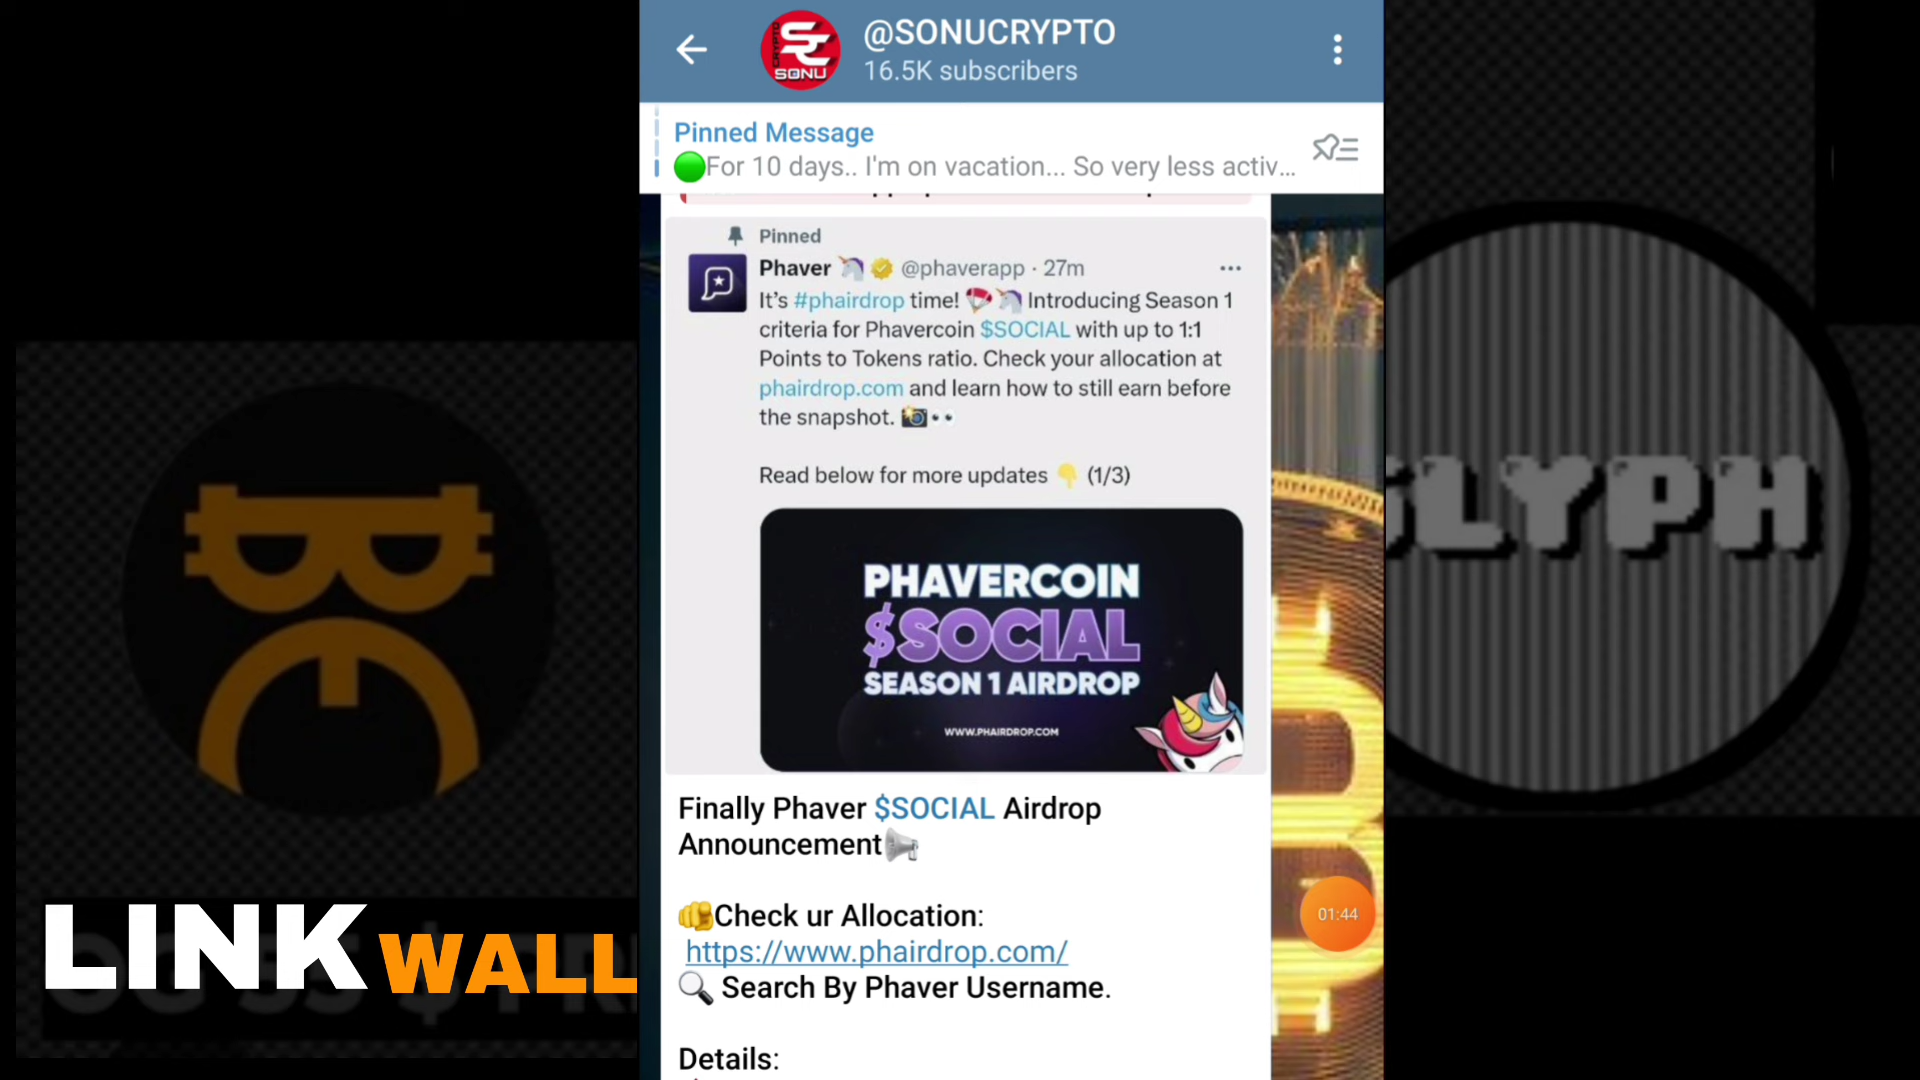 @SONUCRYPTO
16.5K subscribers
CRYPTO
SONU
Pinned Message
🟢For 10 days.. I'm on vacation... So very less activ...
Pinned
Phaver 🦄 @phaverapp · 27m
It's #phairdrop time! 🪂🦄 Introducing Season 1
criteria for Phavercoin $SOCIAL with up to 1:1
Points to Tokens ratio. Check your allocation at
phairdrop.com and learn how to still earn before
the snapshot. 📸👀
Read below for more updates 👇 (1/3)
PHAVERCOIN
$SOCIAL
SEASON 1 AIRDROP
WWW.PHAIRDROP.COM
Finally Phaver $SOCIAL Airdrop
Announcement📢
🫵Check ur Allocation:
https://www.phairdrop.com/
🔍 Search By Phaver Username.
Details:
01:44
LINK WALL
GLYPH